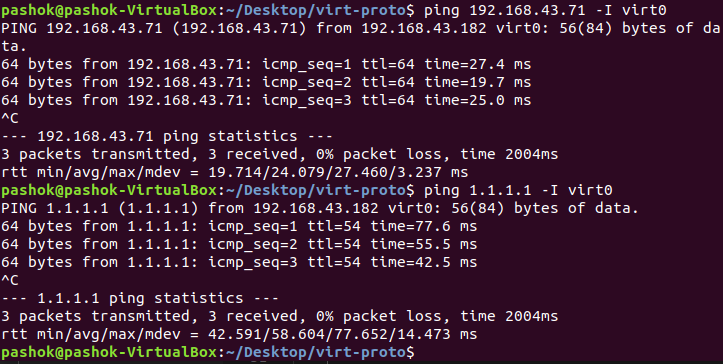 pashok@pashok-VirtualBox:~/Desktop/virt-proto$ ping 192.168.43.71 -I virt0
PING 192.168.43.71 (192.168.43.71) from 192.168.43.182 virt0: 56(84) bytes of da
ta.
64 bytes from 192.168.43.71: icmp_seq=1 ttl=64 time=27.4 ms
64 bytes from 192.168.43.71: icmp_seq=2 ttl=64 time=19.7 ms
64 bytes from 192.168.43.71: icmp_seq=3 ttl=64 time=25.0 ms
^C
--- 192.168.43.71 ping statistics ---
3 packets transmitted, 3 received, 0% packet loss, time 2004ms
rtt min/avg/max/mdev = 19.714/24.079/27.460/3.237 ms
pashok@pashok-VirtualBox:~/Desktop/virt-proto$ ping 1.1.1.1 -I virt0
PING 1.1.1.1 (1.1.1.1) from 192.168.43.182 virt0: 56(84) bytes of data.
64 bytes from 1.1.1.1: icmp_seq=1 ttl=54 time=77.6 ms
64 bytes from 1.1.1.1: icmp_seq=2 ttl=54 time=55.5 ms
64 bytes from 1.1.1.1: icmp_seq=3 ttl=54 time=42.5 ms
^C
--- 1.1.1.1 ping statistics ---
3 packets transmitted, 3 received, 0% packet loss, time 2003ms
rtt min/avg/max/mdev = 42.591/58.604/77.652/14.473 ms
pashok@pashok-VirtualBox:~/Desktop/virt-proto$